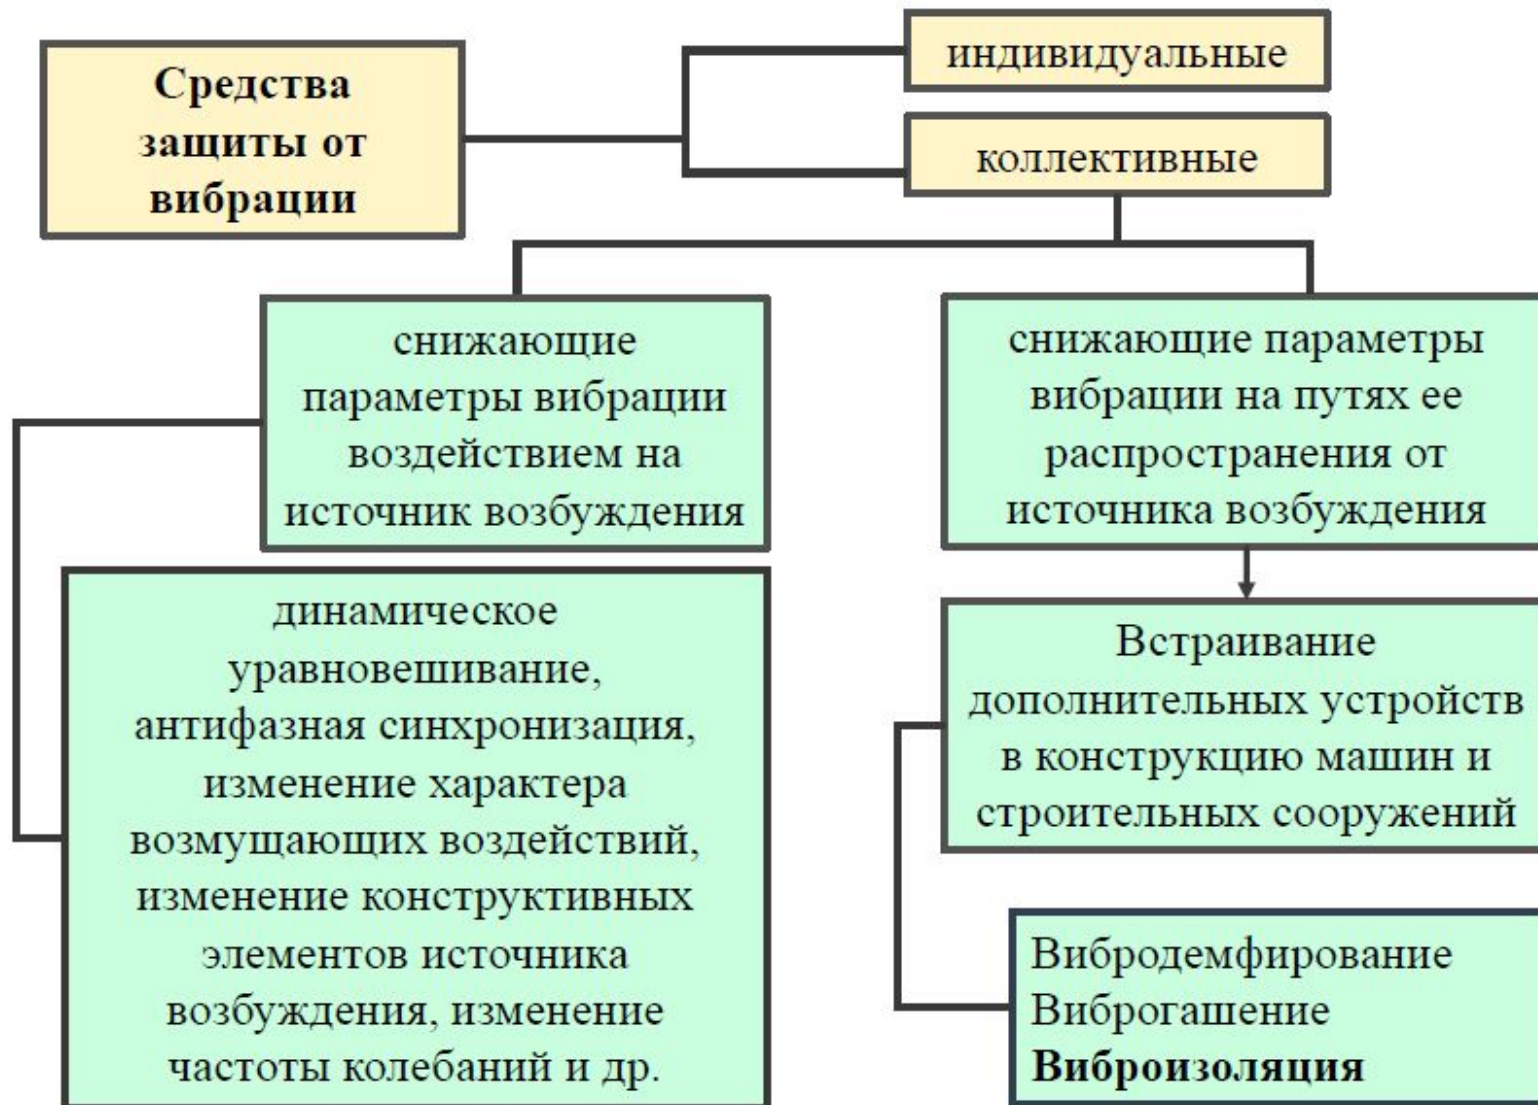 Средства
защиты от
вибрации
индивидуальные
коллективные
снижающие
параметры вибрации
воздействием на
источник возбуждения
снижающие параметры
вибрации на путях ее
распространения от
источника возбуждения
динамическое
уравновешивание,
антифазная синхронизация,
изменение характера
возмущающих воздействий,
изменение конструктивных
элементов источника
возбуждения, изменение
частоты колебаний и др.
Встраивание
дополнительных устройств
в конструкцию машин и
строительных сооружений
Вибродемфирование
Виброгашение
Виброизоляция